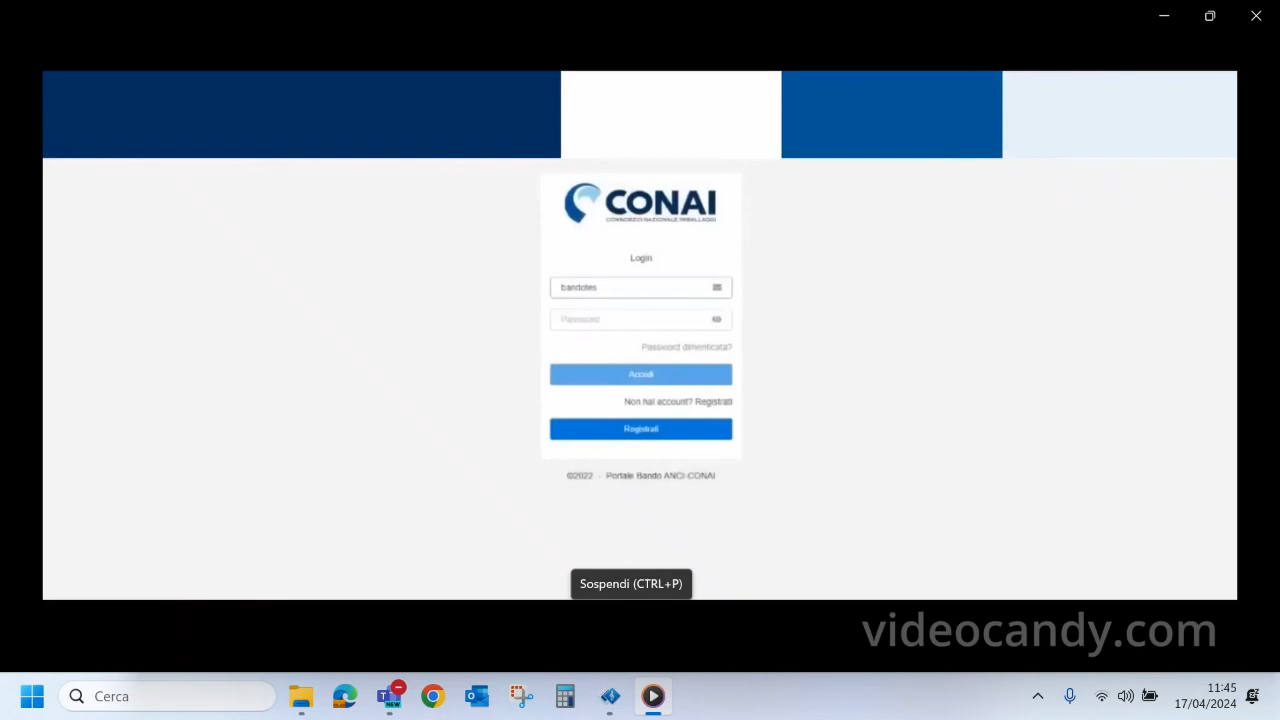 CONAI
CONSORZIO NAZIONALE IMBALLAGGI
Login
bandotes
Password
Password dimenticata?
Accedi
Non hai account? Registrati
Registrati
©2022 - Portale Bando ANCI-CONAI
Sospendi (CTRL+P)
videocandy.com
Cerca
NEW
11:45
17/04/2024